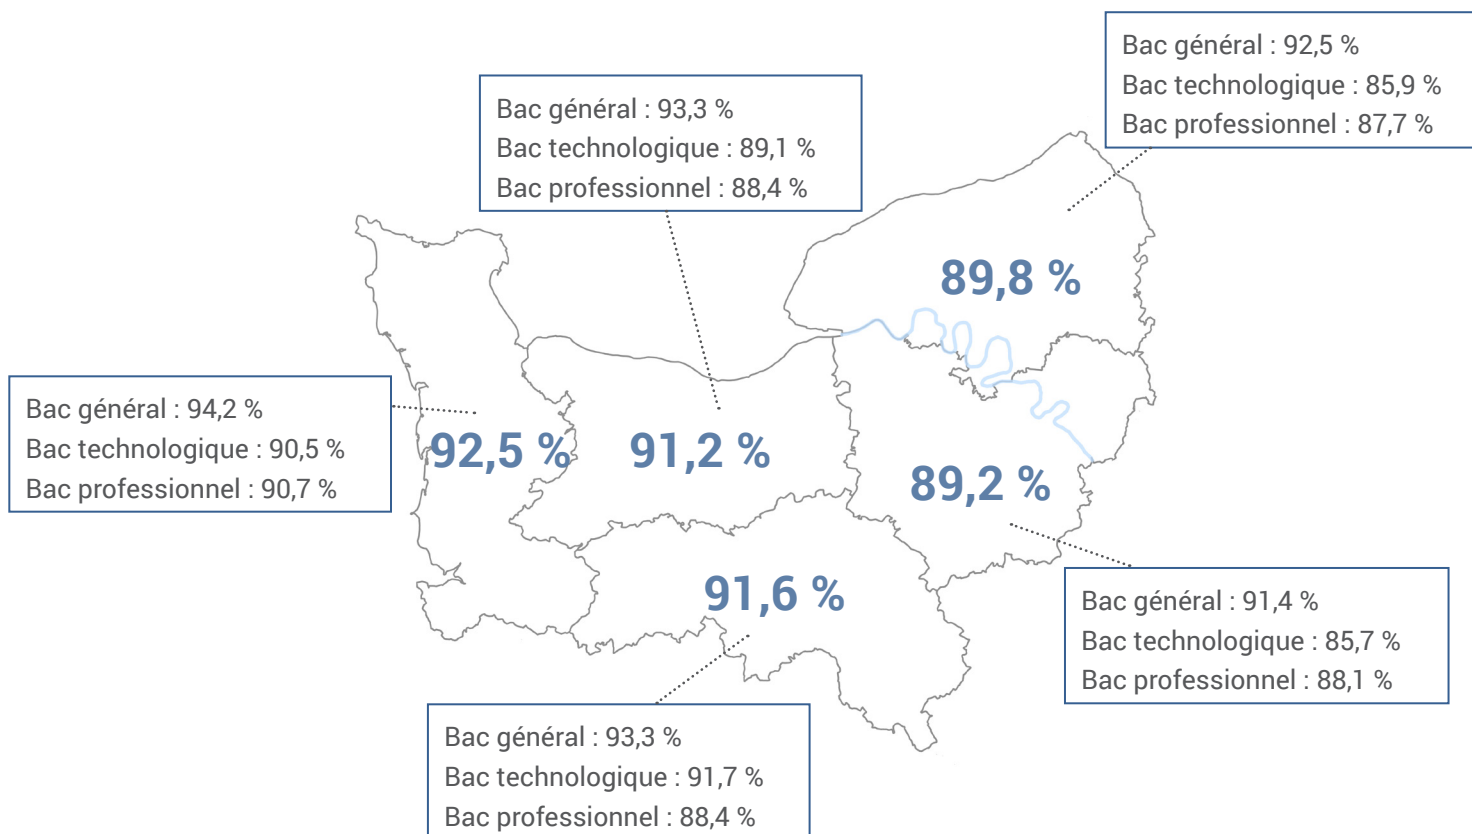 Bac général : 92,5 %
Bac technologique : 85,9 %
Bac professionnel : 87,7 %
Bac général : 93,3 %
Bac technologique : 89,1 %
Bac professionnel : 88,4 %
89,8 %
Bac général : 94,2 %
Bac technologique : 90,5 %
Bac professionnel : 90,7 %
92,5 %
91,2 %
89,2 %
91,6 %
Bac général : 91,4 %
Bac technologique : 85,7 %
Bac professionnel : 88,1 %
Bac général : 93,3 %
Bac technologique : 91,7 %
Bac professionnel : 88,4 %